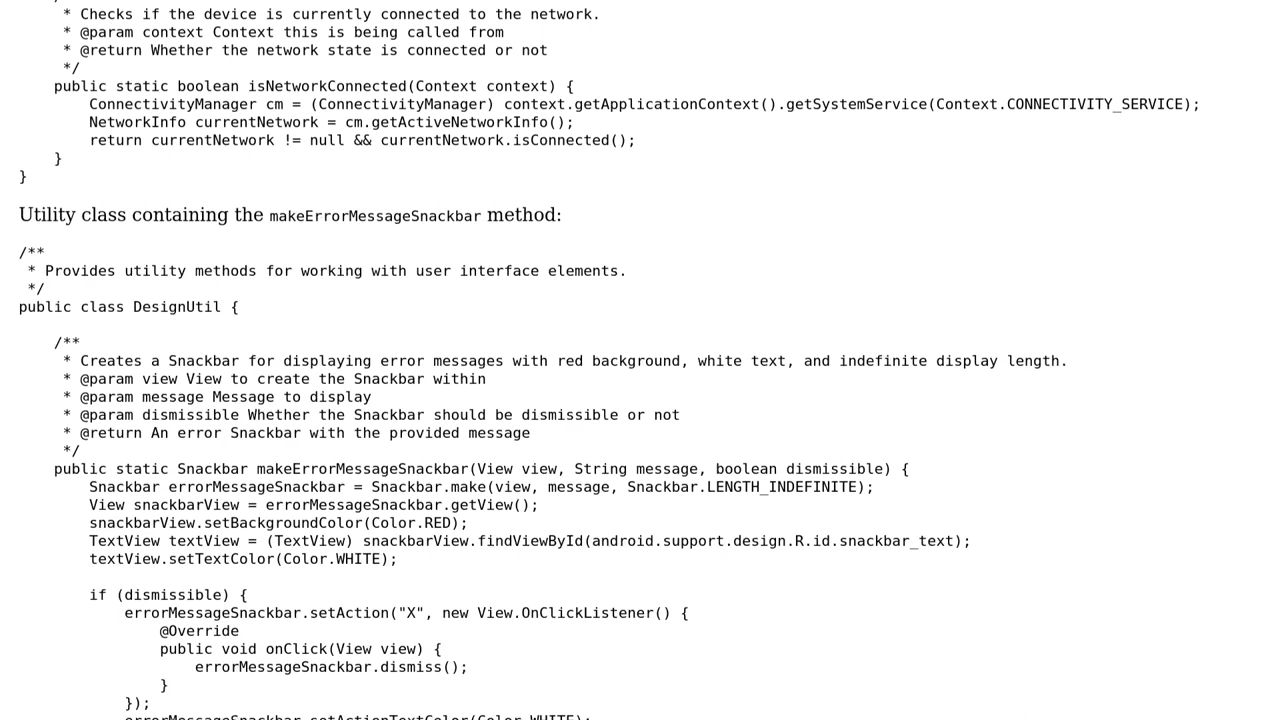 * Checks if the device is currently connected to the network.
     * @param context Context this is being called from
     * @return Whether the network state is connected or not
     */
    public static boolean isNetworkConnected(Context context) {
        ConnectivityManager cm = (ConnectivityManager) context.getApplicationContext().getSystemService(Context.CONNECTIVITY_SERVICE);
        NetworkInfo currentNetwork = cm.getActiveNetworkInfo();
        return currentNetwork != null && currentNetwork.isConnected();
    }
}
Utility class containing the makeErrorMessageSnackbar method:
/**
 * Provides utility methods for working with user interface elements.
 */
public class DesignUtil {
    /**
     * Creates a Snackbar for displaying error messages with red background, white text, and indefinite display length.
     * @param view View to create the Snackbar within
     * @param message Message to display
     * @param dismissible Whether the Snackbar should be dismissible or not
     * @return An error Snackbar with the provided message
     */
    public static Snackbar makeErrorMessageSnackbar(View view, String message, boolean dismissible) {
        Snackbar errorMessageSnackbar = Snackbar.make(view, message, Snackbar.LENGTH_INDEFINITE);
        View snackbarView = errorMessageSnackbar.getView();
        snackbarView.setBackgroundColor(Color.RED);
        TextView textView = (TextView) snackbarView.findViewById(android.support.design.R.id.snackbar_text);
        textView.setTextColor(Color.WHITE);
        if (dismissible) {
            errorMessageSnackbar.setAction("X", new View.OnClickListener() {
                @Override
                public void onClick(View view) {
                    errorMessageSnackbar.dismiss();
                }
            });
            errorMessageSnackbar.setActionTextColor(Color.WHITE);